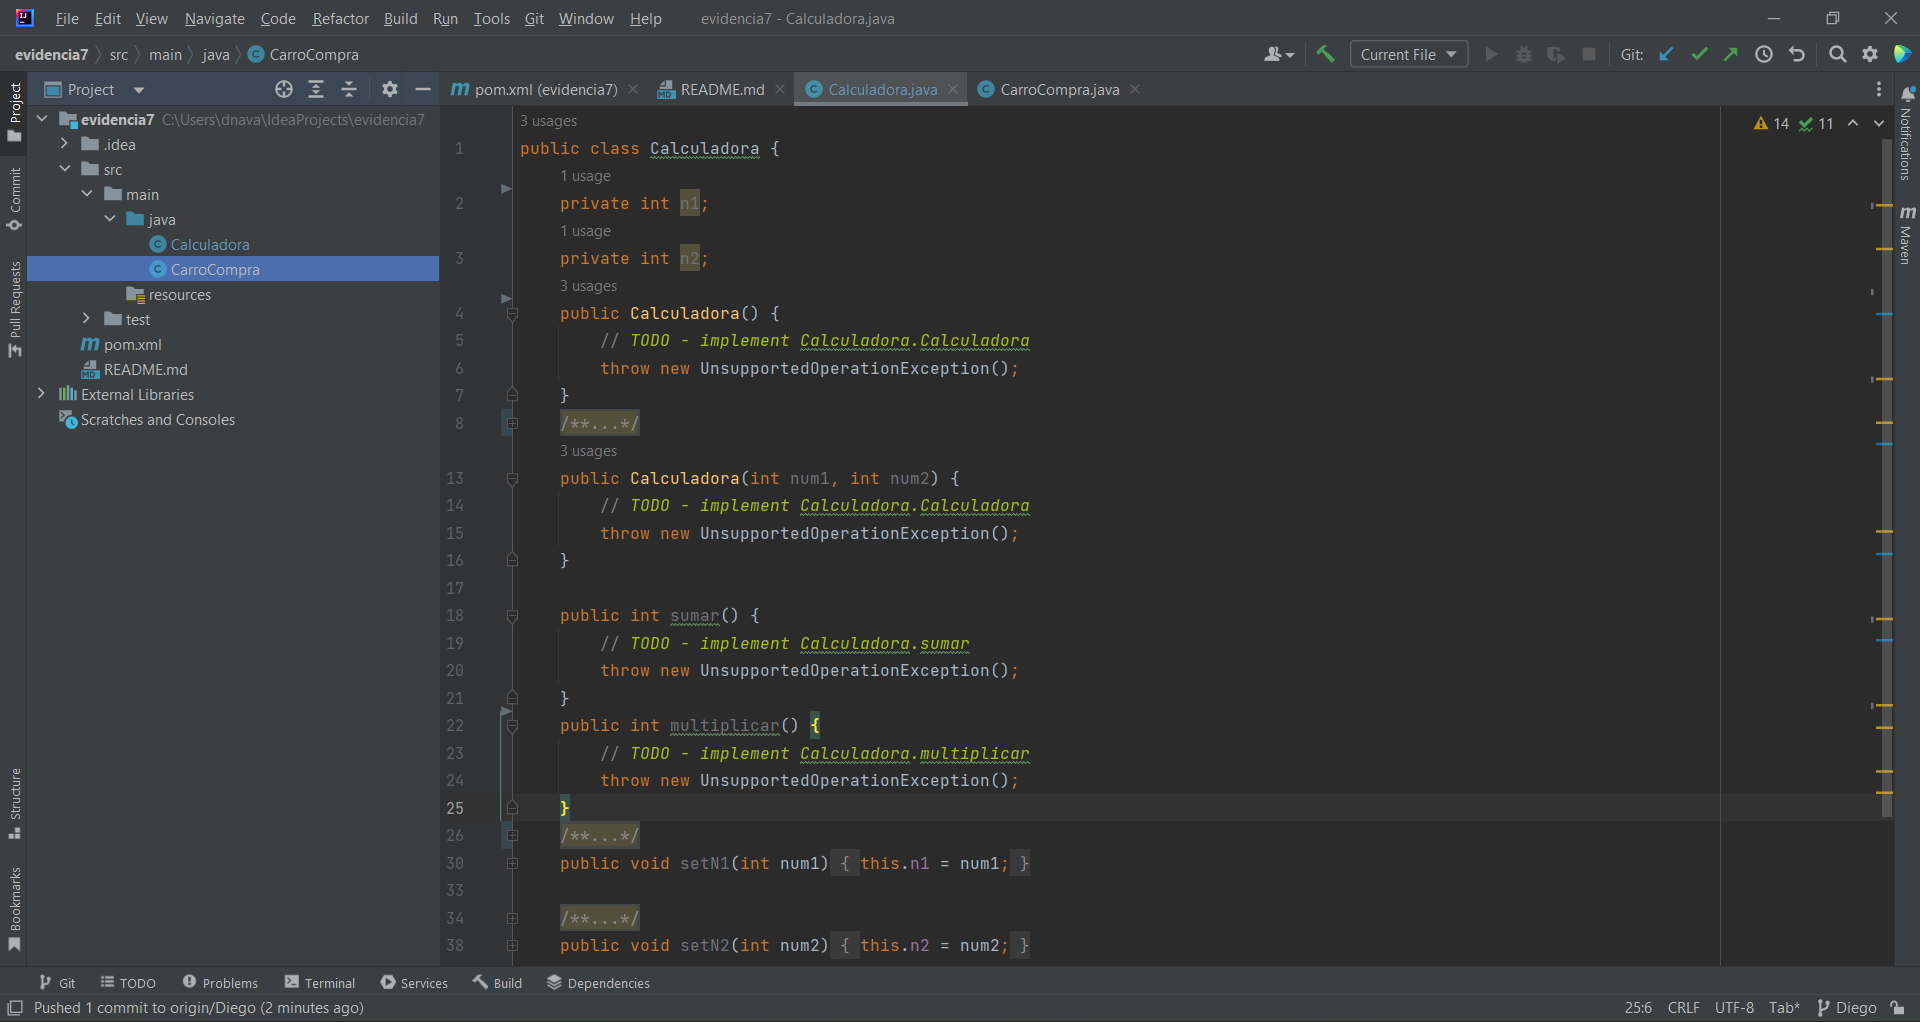 File Edit View Navigate Code Refactor Build Run Tools Git Window Help evidencia7 - Calculadora.java
evidencia7 src main java CarroCompra Current File Git:
Project
pom.xml (evidencia7) README.md Calculadora.java CarroCompra.java
evidencia7 C:\Users\dnava\IdeaProjects\evidencia7
.idea
src
main
java
Calculadora
CarroCompra
resources
test
pom.xml
README.md
External Libraries
Scratches and Consoles
Project
Commit
Pull Requests
Structure
Bookmarks
3 usages
1 public class Calculadora {
1 usage
2 private int n1;
1 usage
3 private int n2;
3 usages
4 public Calculadora() {
5 // TODO - implement Calculadora.Calculadora
6 throw new UnsupportedOperationException();
7 }
8 /**...*/
3 usages
13 public Calculadora(int num1, int num2) {
14 // TODO - implement Calculadora.Calculadora
15 throw new UnsupportedOperationException();
16 }
17
18 public int sumar() {
19 // TODO - implement Calculadora.sumar
20 throw new UnsupportedOperationException();
21 }
22 public int multiplicar() {
23 // TODO - implement Calculadora.multiplicar
24 throw new UnsupportedOperationException();
25 }
26 /**...*/
30 public void setN1(int num1) { this.n1 = num1; }
33
34 /**...*/
38 public void setN2(int num2) { this.n2 = num2; }
14 11
Notifications
Maven
Git TODO Problems Terminal Services Build Dependencies
Pushed 1 commit to origin/Diego (2 minutes ago) 25:6 CRLF UTF-8 Tab* Diego